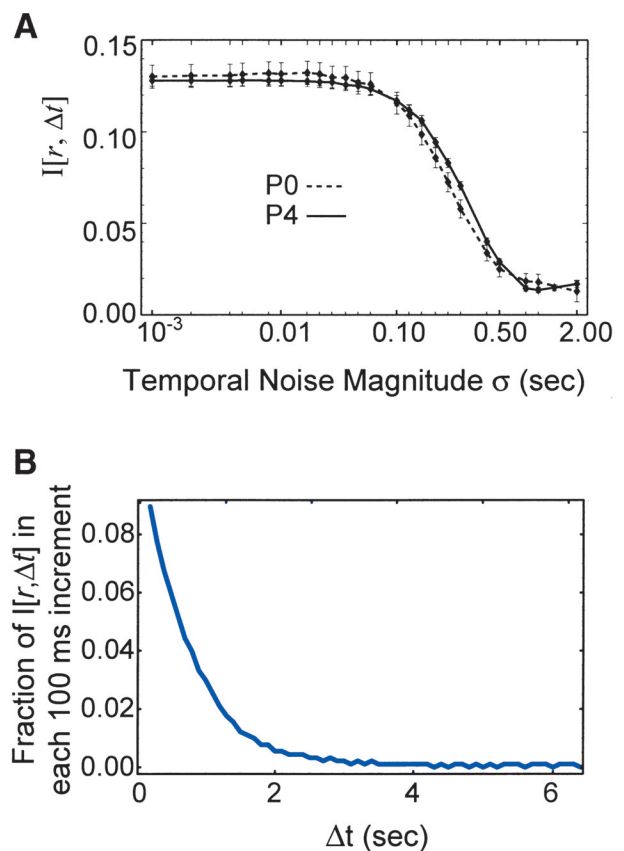 A
I[r, Δt]
0.15
0.10
0.05
0.00
P0
P4
10⁻³ 0.01 0.10 0.50 2.00
Temporal Noise Magnitude σ (sec)
B
Fraction of I[r,Δt] in
each 100 ms increment
0.08
0.06
0.04
0.02
0.00
0 2 4 6
Δt (sec)